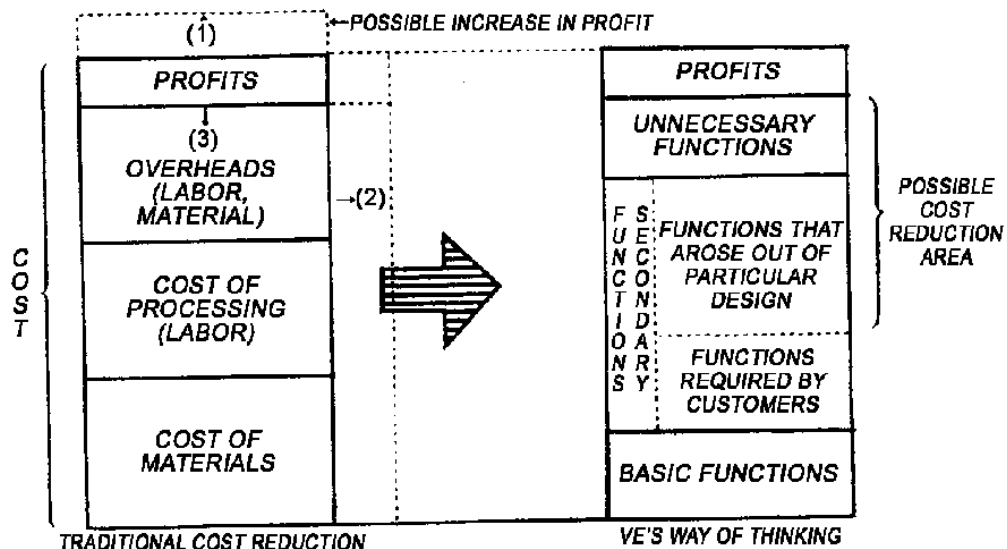 (1)
POSSIBLE INCREASE IN PROFIT
PROFITS
(3)
OVERHEADS
(LABOR,
MATERIAL)
(2)
COST OF
PROCESSING
(LABOR)
COST OF
MATERIALS
COST
TRADITIONAL COST REDUCTION
PROFITS
UNNECESSARY
FUNCTIONS
SECONDARY
FUNCTIONS
FUNCTIONS THAT
AROSE OUT OF
PARTICULAR
DESIGN
FUNCTIONS
REQUIRED BY
CUSTOMERS
BASIC FUNCTIONS
POSSIBLE
COST
REDUCTION
AREA
VE'S WAY OF THINKING